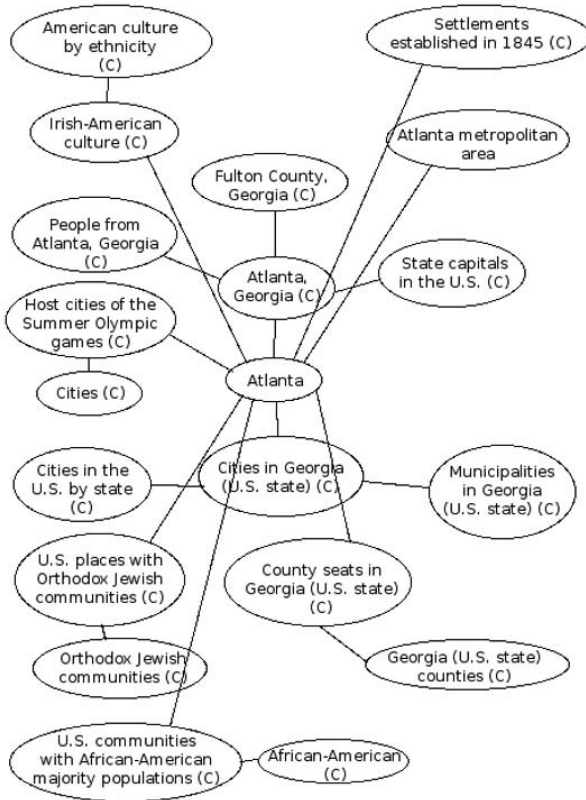 American culture
by ethnicity
(C)
Settlements
established in 1845 (C)
Irish-American
culture (C)
Atlanta metropolitan
area
Fulton County,
Georgia (C)
People from
Atlanta, Georgia
(C)
Atlanta,
Georgia (C)
State capitals
in the U.S. (C)
Host cities of the
Summer Olympic
games (C)
Cities (C)
Atlanta
Cities in the
U.S. by state
(C)
Cities in Georgia
(U.S. state) (C)
Municipalities
in Georgia
(U.S. state) (C)
U.S. places with
Orthodox Jewish
communities (C)
County seats in
Georgia (U.S. state)
(C)
Orthodox Jewish
communities (C)
Georgia (U.S. state)
counties (C)
U.S. communities
with African-American
majority populations (C)
African-American
(C)